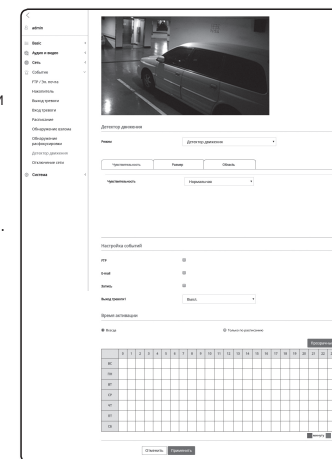 admin
Basic
Аудио и видео
Сеть
События
FTP / Эл. почта
Накопитель
Выход тревоги
Вход тревоги
Расписание
Обнаружение взлома
Обнаружение расфокусировки
Детектор движения
Отключение сети
Система
и
.
Детектор движения
Режим
Детектор движения
Чувствительность
Размер
Область
Чувствительность
Нормальная
Настройка событий
FTP
E-mail
Запись
Выход тревоги1
Выкл.
Время активации
Всегда
Только по расписанию
0 1 2 3 4 5 6 7 8 9 10 11 12 13 14 15 16 17 18 19 20 21 22
ВС
ПН
ВТ
СР
ЧТ
ПТ
СБ
минута
Отменить
Применить